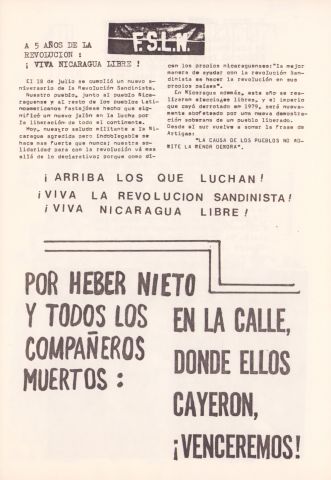 F.S.L.N.
A 5 AÑOS DE LA
REVOLUCION :
¡ VIVA NICARAGUA LIBRE !
El 18 de julio se cumplió un nuevo a-
niversario de la Revolución Sandinista.
Nuestro pueblo, junto al pueblo Nica-
raguense y al resto de los pueblos Lati-
noamericanos festejáese hecho que sig-
nificó un nuevo jalón en la lucha por
la liberación de todo el continente.
Hoy, nuestro saludo militante a la Ni-
caragua agredida pero indoblegable se
hace mas fuerte que nunca; nuestra so-
lidaridad para con la revolución vá mas
allá de lo declarativo; porque como di-
cen los propios nicaraguenses:"la mejor
manera de ayudar con la revolución San-
dinista es hacer la revolución en sus
propios países".
En Nicaragua además, este año se rea-
lizaran elecciones libres, y el imperio
que cayó derrotado en 1979, será nueva-
mente abofeteado por una nueva demostra-
ción soberana de un pueblo liberado.
Desde el sur vuelve a sonar la frase de
Artigas:
"LA CAUSA DE LOS PUEBLOS NO AD-
MITE LA MENOR DEMORA".
¡ ARRIBA LOS QUE LUCHAN!
¡VIVA LA REVOLUCION SANDINISTA!
¡VIVA NICARAGUA LIBRE!
POR HEBER NIETO
Y TODOS LOS
COMPAÑEROS
MUERTOS :
EN LA CALLE,
DONDE ELLOS
CAYERON,
¡VENCEREMOS!